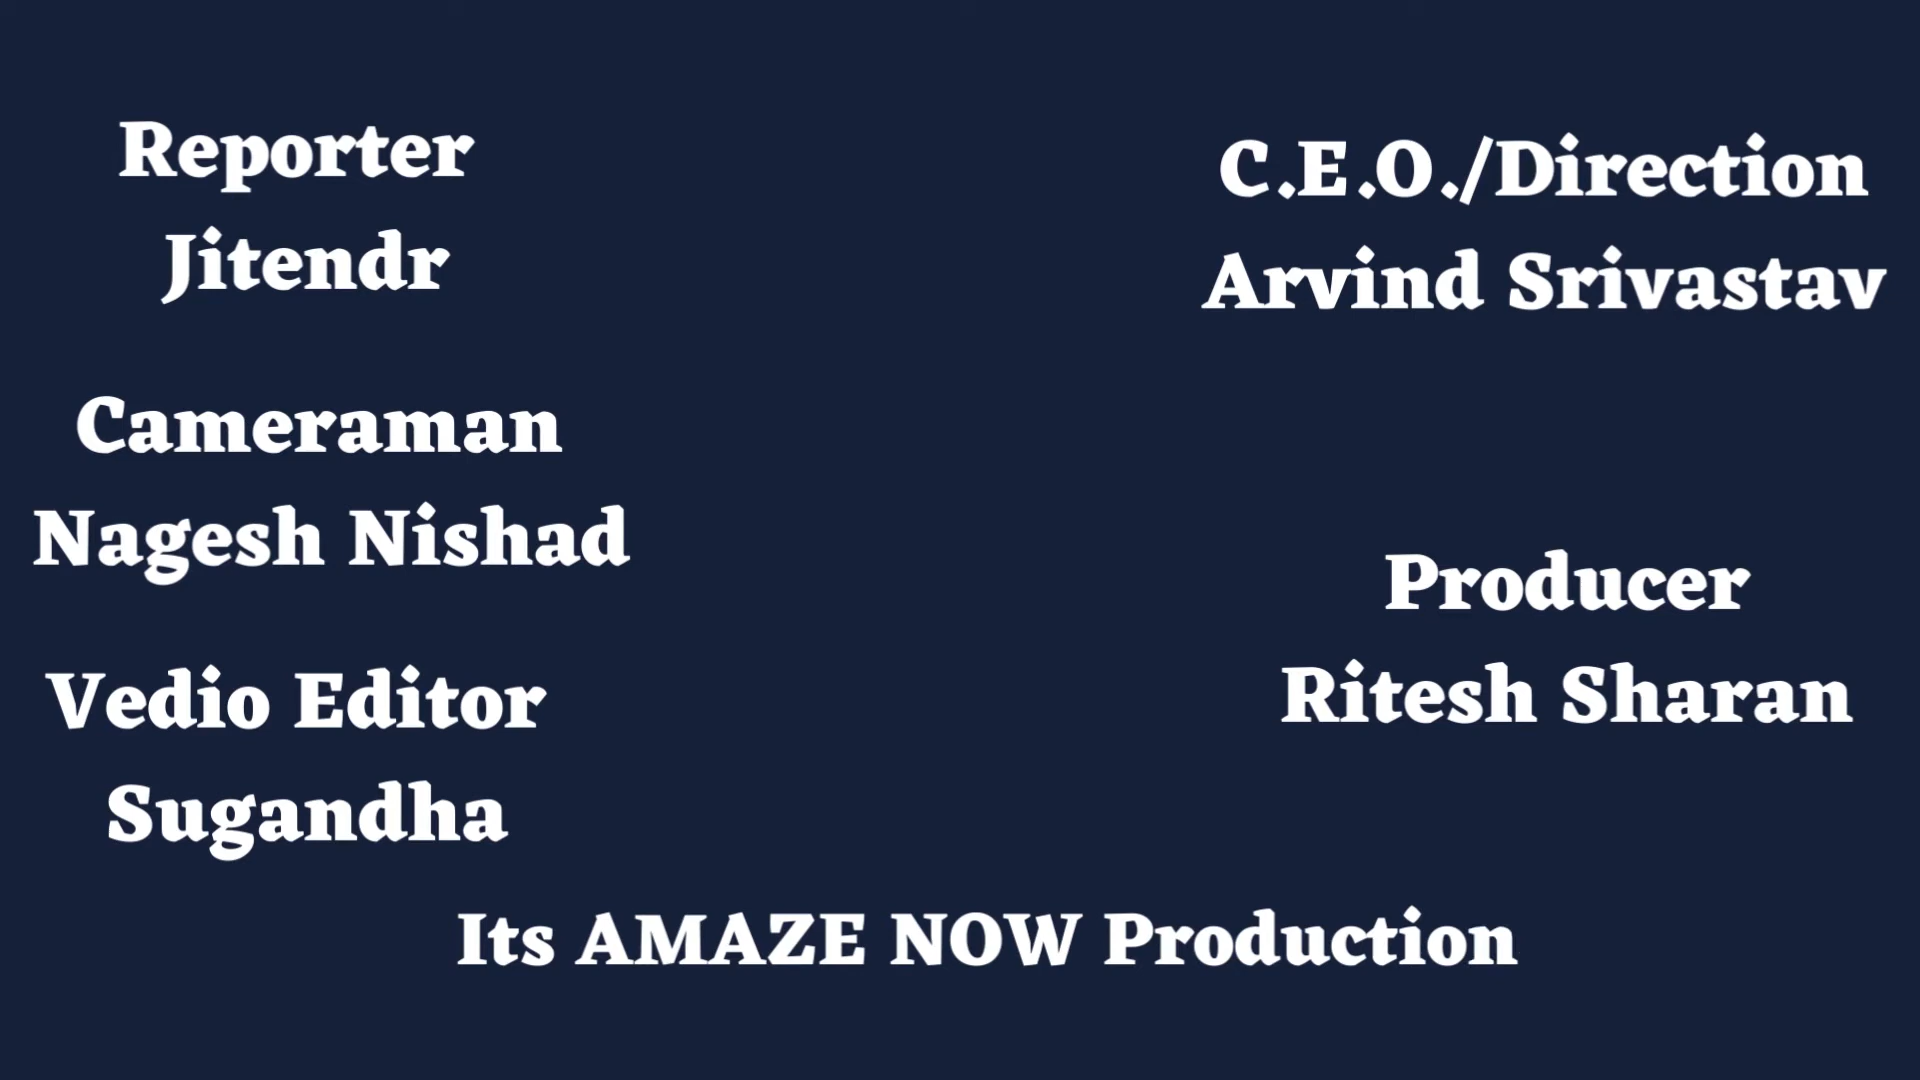 Reporter
Jitendr
Cameraman
Nagesh Nishad
Vedio Editor
Sugandha
C.E.O./Direction
Arvind Srivastav
Producer
Ritesh Sharan
Its AMAZE NOW Production